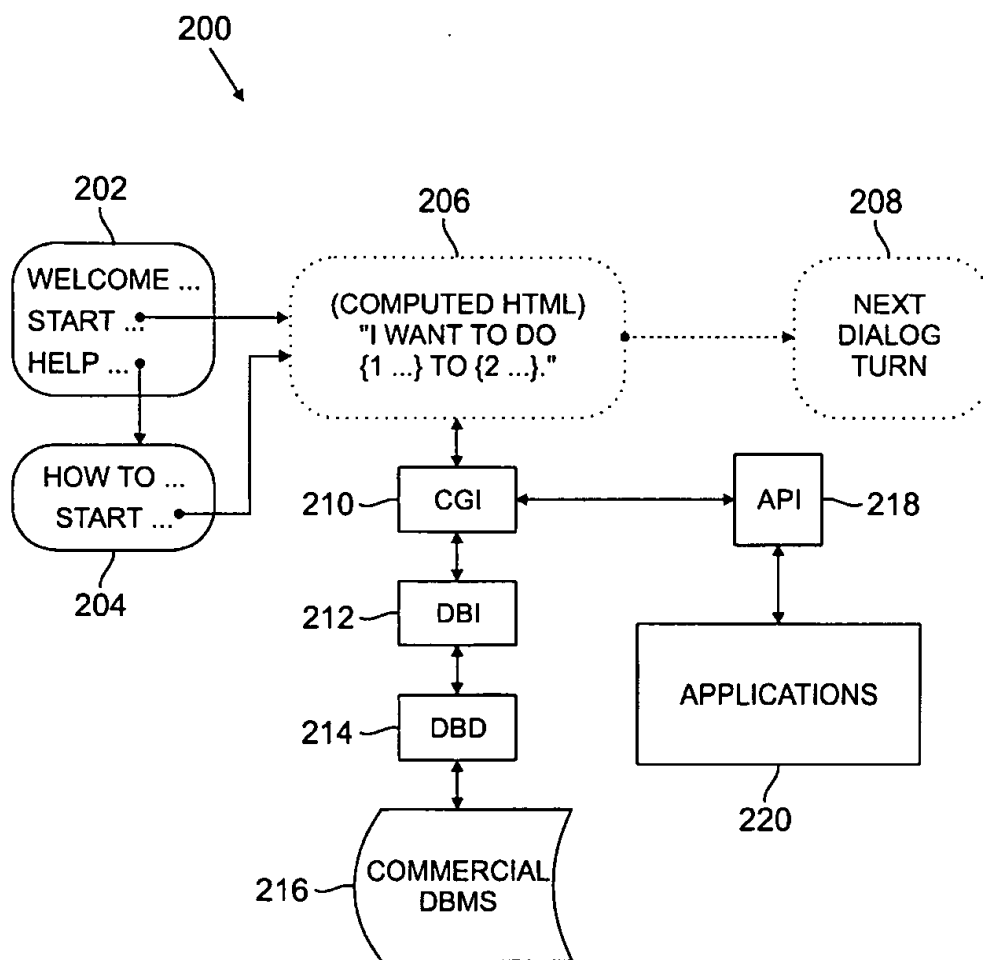 200
202
206
208
WELCOME ...
START ...
HELP ...
(COMPUTED HTML)
"I WANT TO DO
{1 ...} TO {2 ...}."
NEXT
DIALOG
TURN
HOW TO ...
START ...
204
210
CGI
API
218
212
DBI
214
DBD
APPLICATIONS
220
216
COMMERCIAL
DBMS